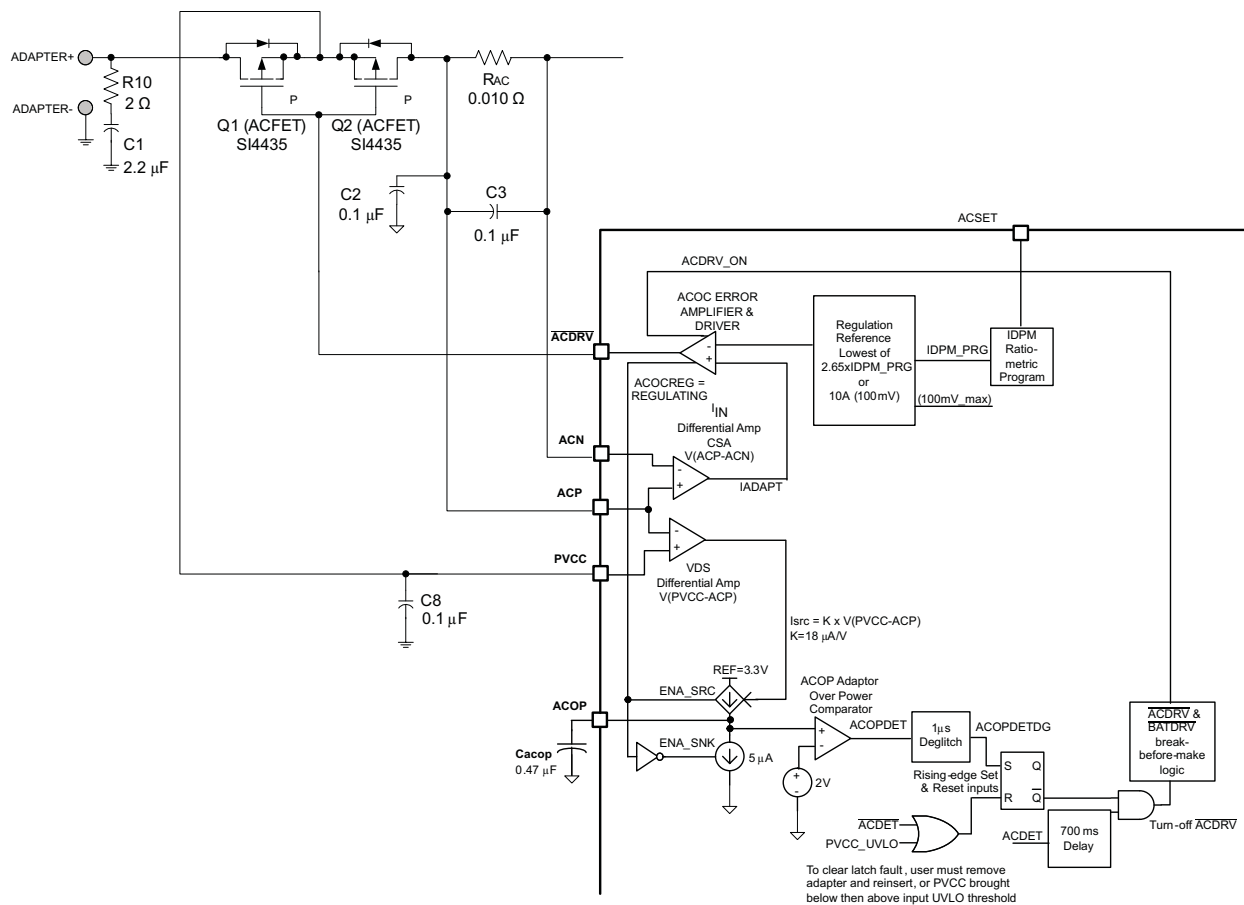 ADAPTER+
R10
2 Ω
ADAPTER-
C1
2.2 μF
P
P
Q1 (ACFET)
SI4435
Q2 (ACFET)
SI4435
RAC
0.010 Ω
C2
0.1 μF
C3
0.1 μF
ACSET
ACDRV_ON
ACOC ERROR
AMPLIFIER &
DRIVER
ACDRV
-
+
Regulation
Reference
Lowest of
2.65xIDPM_PRG
or
10A (100mV)
IDPM_PRG
IDPM
Ratio-
metric
Program
(100mV_max)
ACOCREG =
REGULATING
IIN
Differential Amp
CSA
V(ACP-ACN)
ACN
-
+
IADAPT
ACP
-
+
PVCC
VDS
Differential Amp
V(PVCC-ACP)
C8
0.1 μF
Isrc = K x V(PVCC-ACP)
K=18 μA/V
REF=3.3V
ENA_SRC
ACOP
Cacop
0.47 μF
ENA_SNK
5 μA
ACOP Adaptor
Over Power
Comparator
+
-
ACOPDET
+
-
2V
1μs
Deglitch
ACOPDETDG
Rising-edge Set
& Reset inputs
S Q
R Q
ACDRV &
BATDRV
break-
before-make
logic
ACDET
PVCC_UVLO
ACDET
700 ms
Delay
Turn-off ACDRV
To clear latch fault, user must remove
adapter and reinsert, or PVCC brought
below then above input UVLO threshold